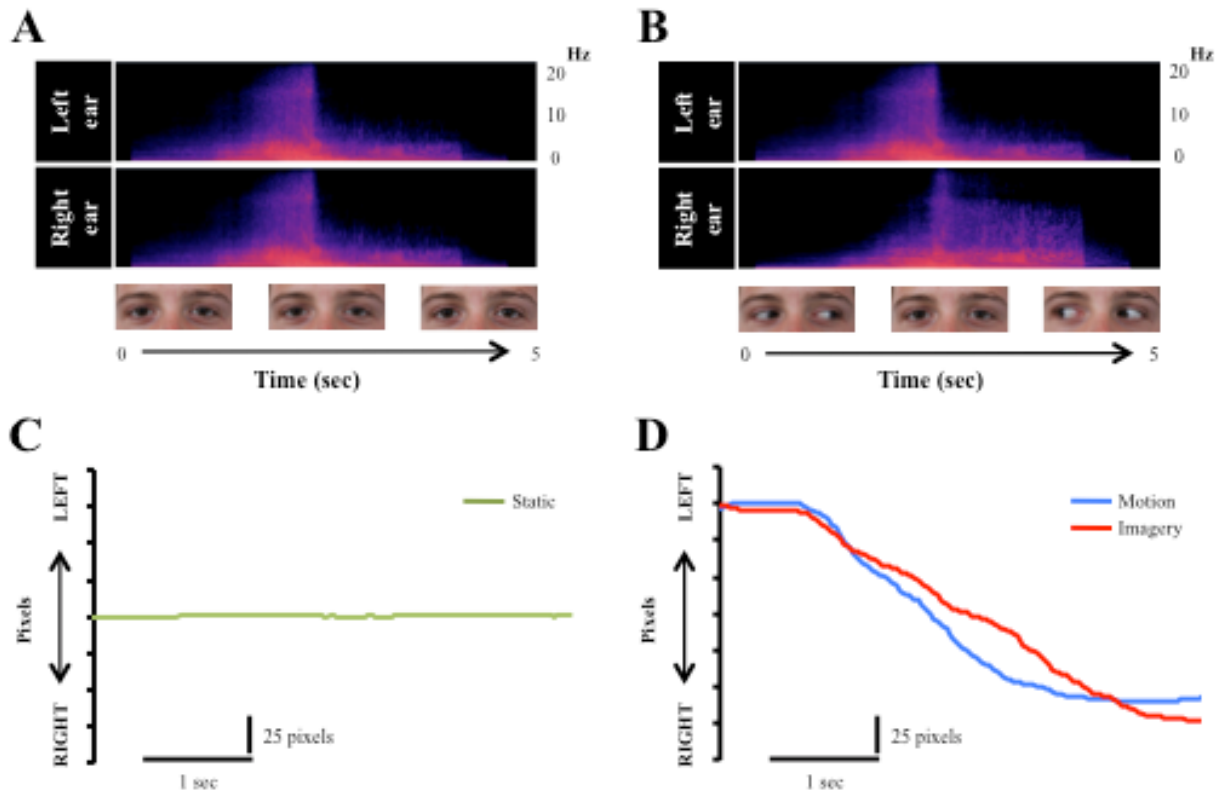 A
Hz
Left
ear
20
10
0
Right
ear
0
5
Time (sec)
B
Hz
Left
ear
20
10
0
Right
ear
0
5
Time (sec)
C
LEFT
Pixels
RIGHT
Static
25 pixels
1 sec
D
LEFT
Pixels
RIGHT
Motion
Imagery
25 pixels
1 sec